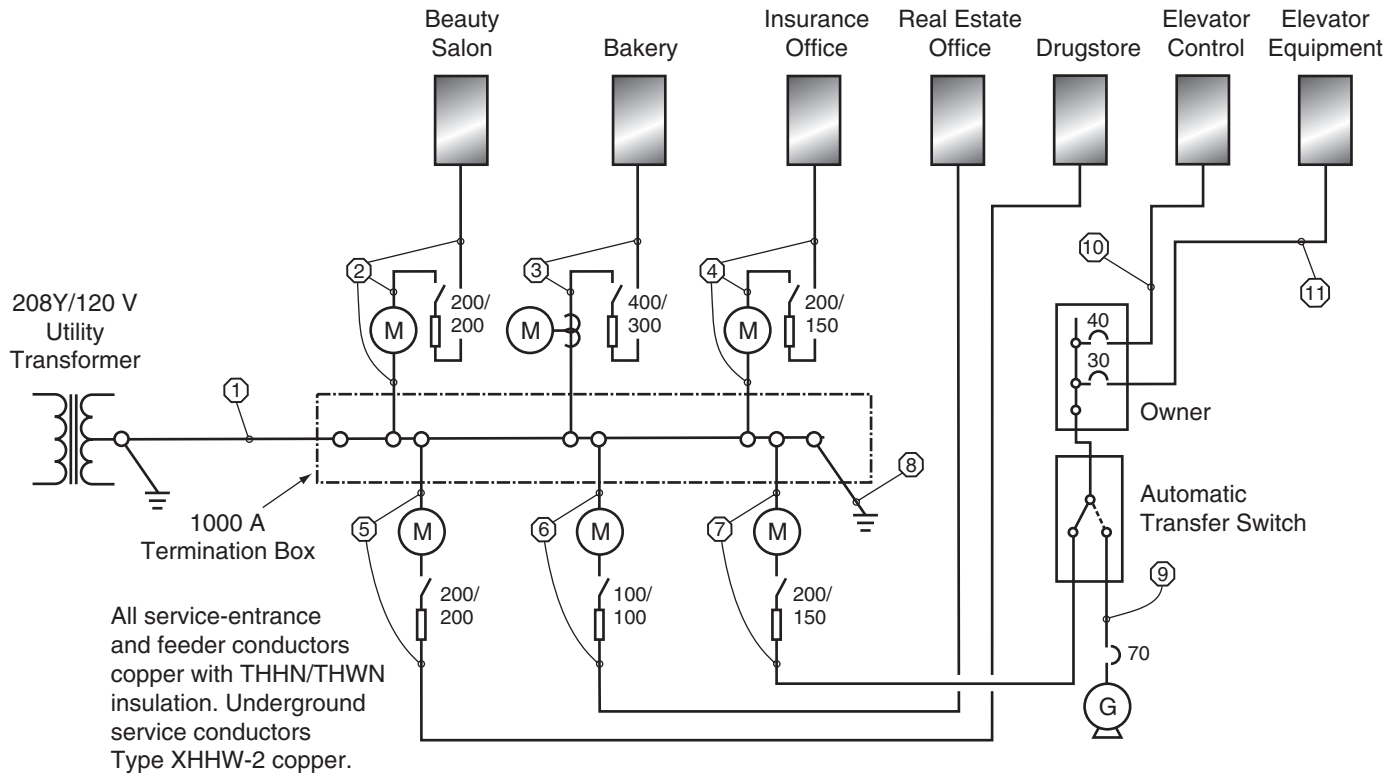 Beauty
Salon
Bakery
Insurance
Office
Real Estate
Office
Drugstore
Elevator
Control
Elevator
Equipment
208Y/120 V
Utility
Transformer
1
2
M
200/
200
3
M
400/
300
4
M
200/
150
10
11
40
30
Owner
1000 A
Termination Box
5
M
200/
200
6
M
100/
100
7
M
200/
150
8
Automatic
Transfer Switch
9
70
G
All service-entrance
and feeder conductors
copper with THHN/THWN
insulation. Underground
service conductors
Type XHHW-2 copper.